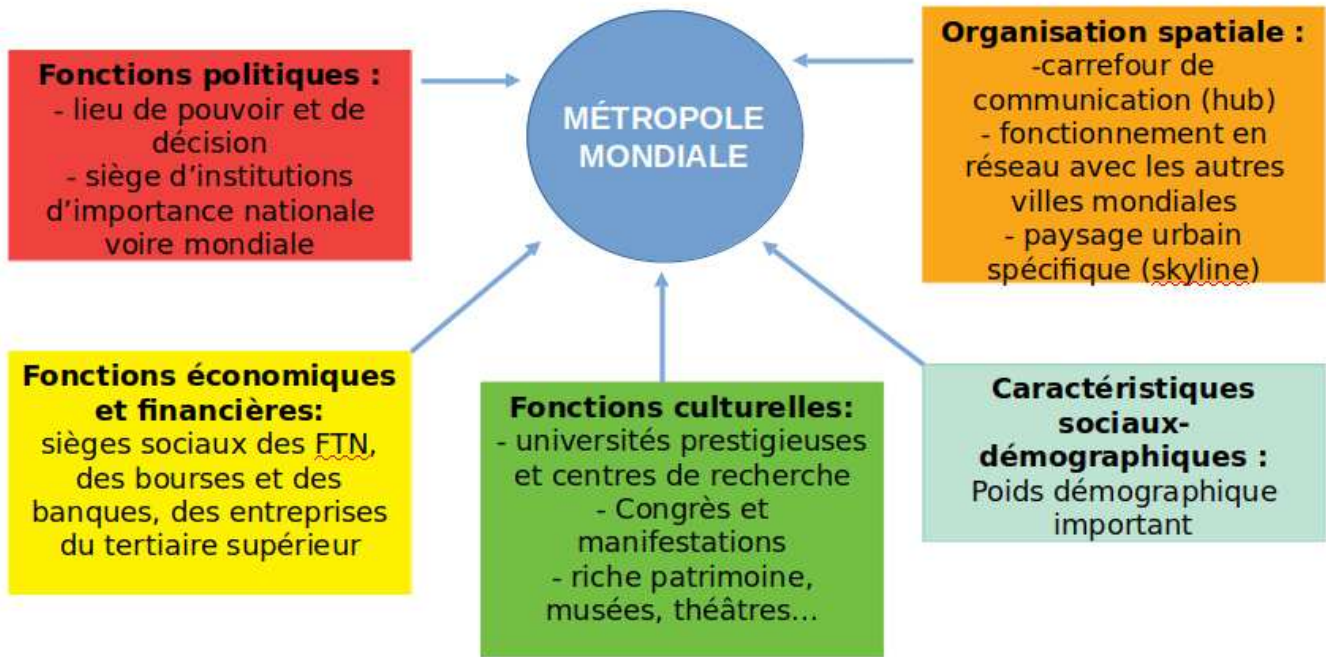 Fonctions politiques :
- lieu de pouvoir et de
décision
- siège d’institutions
d’importance nationale
voire mondiale
MÉTROPOLE
MONDIALE
Organisation spatiale :
-carrefour de
communication (hub)
- fonctionnement en
réseau avec les autres
villes mondiales
- paysage urbain
spécifique (skyline)
Fonctions économiques
et financières:
sièges sociaux des FTN,
des bourses et des
banques, des entreprises
du tertiaire supérieur
Fonctions culturelles:
- universités prestigieuses
et centres de recherche
- Congrès et
manifestations
- riche patrimoine,
musées, théâtres...
Caractéristiques
sociaux-
démographiques :
Poids démographique
important